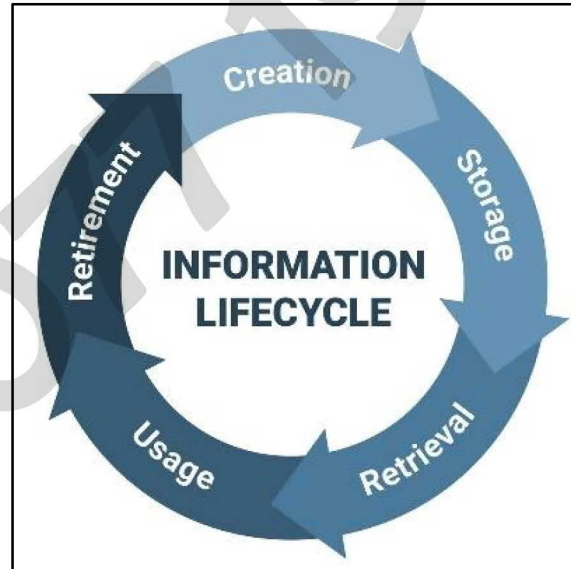 Creation
Storage
Retrieval
Usage
Retirement
INFORMATION
LIFECYCLE